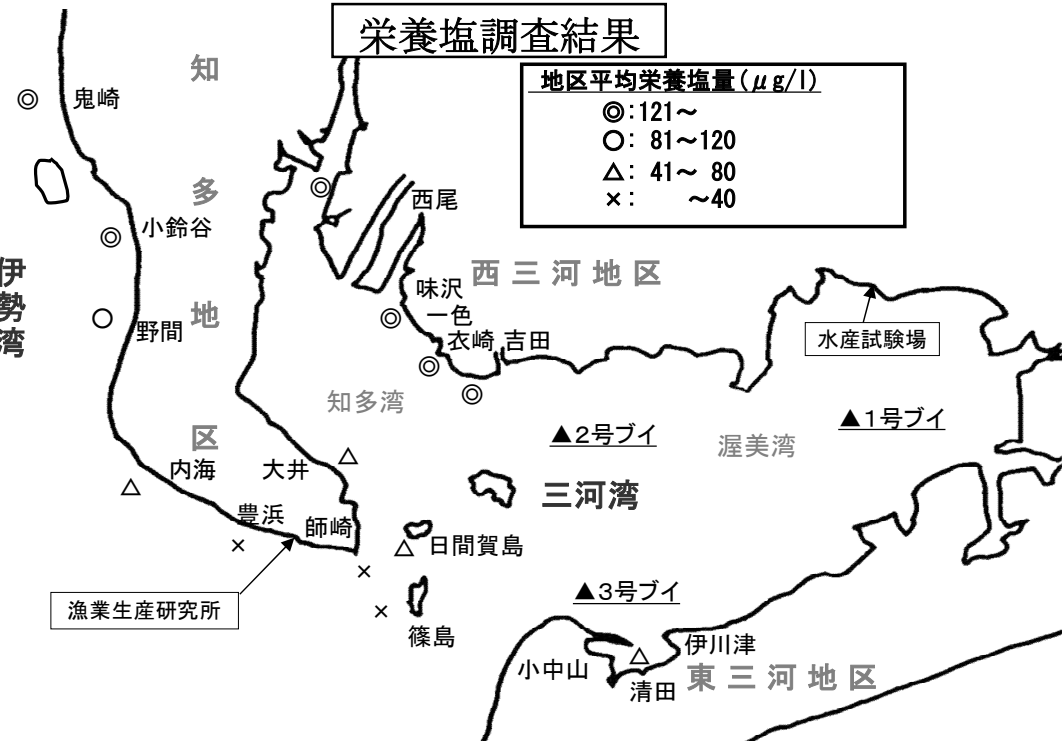 栄養塩調査結果
地区平均栄養塩量(μg/l)
◎:121～
○: 81～120
△: 41～ 80
×:   ～40
知多地区
鬼崎
小鈴谷
伊勢湾
野間
西尾
西三河地区
味沢
一色
衣崎 吉田
水産試験場
知多湾
▲2号ブイ
▲1号ブイ
渥美湾
内海
大井
三河湾
豊浜
師崎
日間賀島
漁業生産研究所
篠島
▲3号ブイ
小中山
伊川津
清田
東三河地区